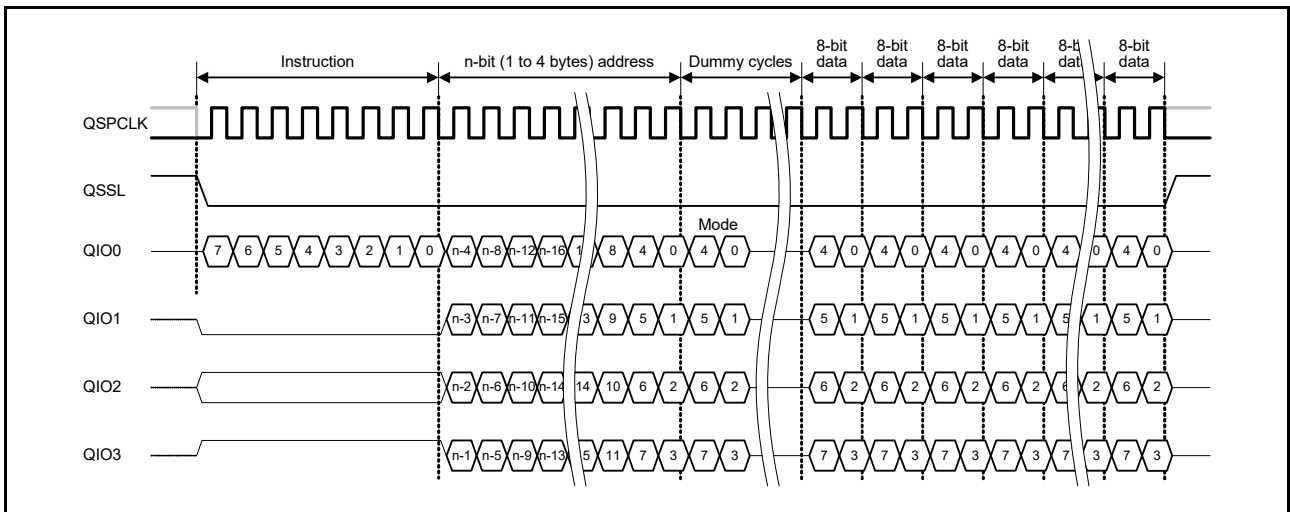 8-bit 8-bit 8-bit 8-bit 8-b 8-bit
Instruction n-bit (1 to 4 bytes) address Dummy cycles data data data data data data
QSPCLK
QSSL
Mode
QIO0 7 6 5 4 3 2 1 0 n-4 n-8 n-12 n-16 1 8 4 0 4 0 4 0 4 0 4 0 4 0 4 0 4 0
QIO1 n-3 n-7 n-11 n-15 3 9 5 1 5 1 5 1 5 1 5 1 5 1 5 1 5 1
QIO2 n-2 n-6 n-10 n-14 14 10 6 2 6 2 6 2 6 2 6 2 6 2 6 2 6 2
QIO3 n-1 n-5 n-9 n-13 5 11 7 3 7 3 7 3 7 3 7 3 7 3 7 3 7 3